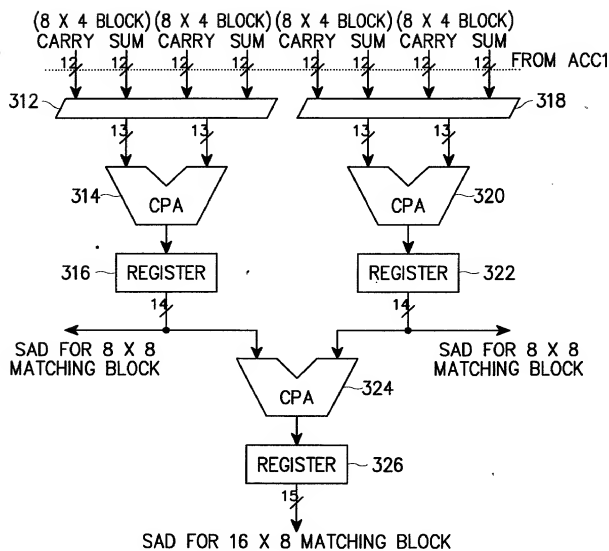 (8 X 4 BLOCK) (8 X 4 BLOCK) (8 X 4 BLOCK) (8 X 4 BLOCK)
CARRY SUM CARRY SUM CARRY SUM CARRY SUM
12 12 12 12 12 12 12 12 FROM ACC1
312 318
13 13 13 13
314 CPA CPA 320
316 REGISTER REGISTER 322
14 14
SAD FOR 8 X 8 SAD FOR 8 X 8
MATCHING BLOCK MATCHING BLOCK
CPA 324
REGISTER 326
15
SAD FOR 16 X 8 MATCHING BLOCK